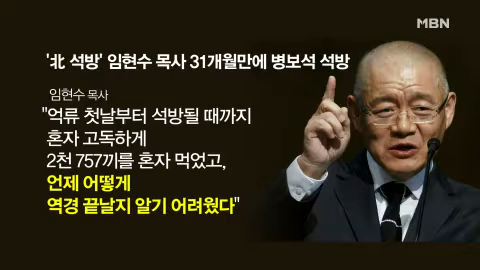 MBN
'北 석방' 임현수 목사 31개월만에 병보석 석방
임현수 목사
"억류 첫날부터 석방될 때까지
혼자 고독하게
2천 757끼를 혼자 먹었고,
언제 어떻게
역경 끝날지 알기 어려웠다"